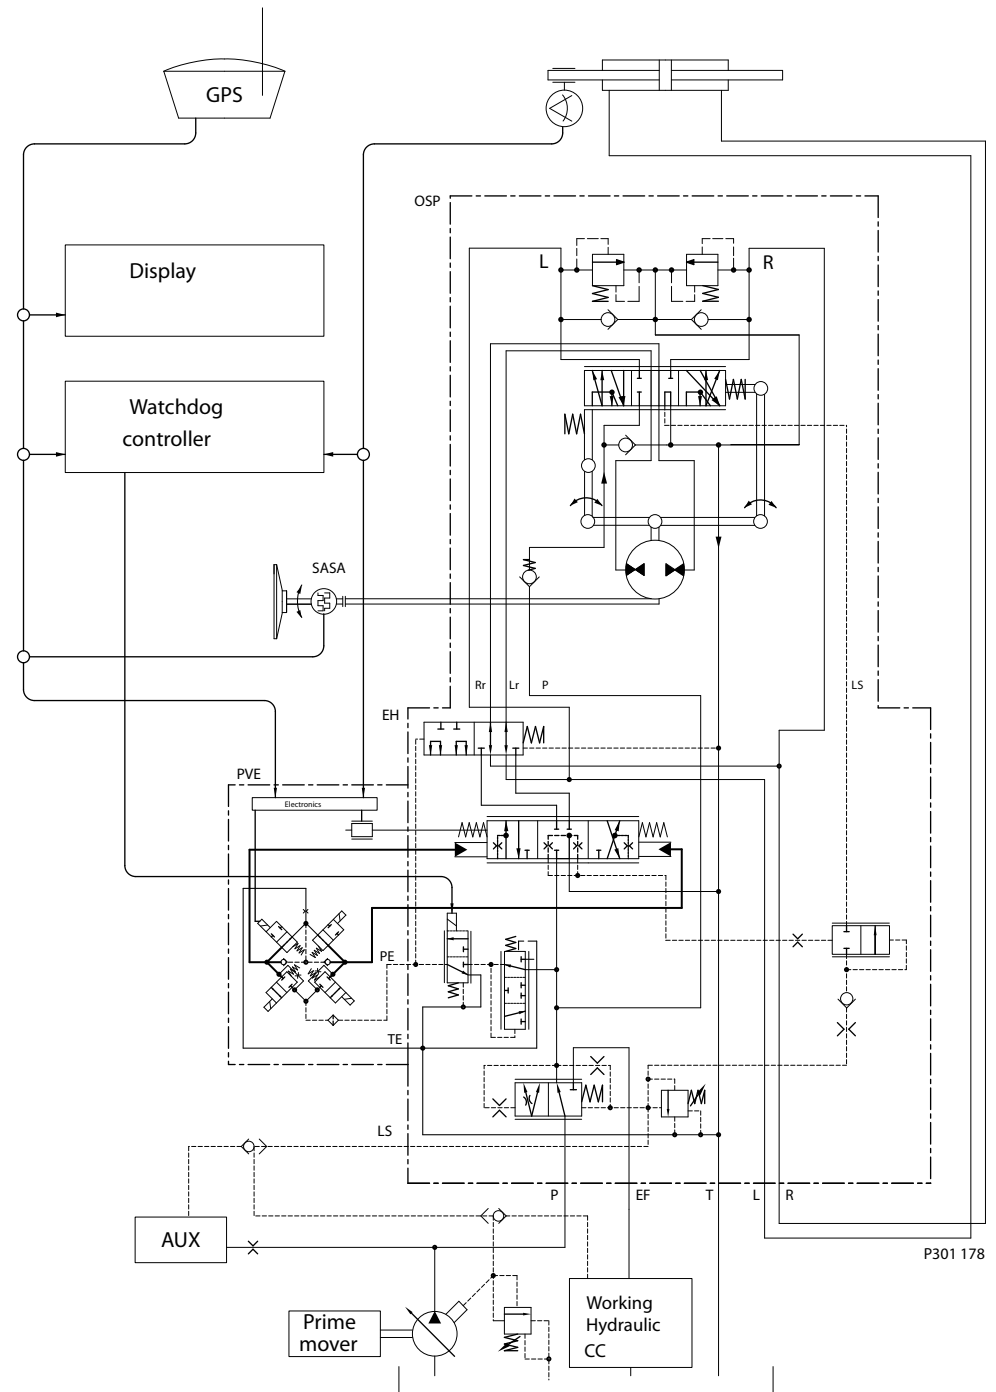 GPS
OSP
L
R
Display
Watchdog
controller
SASA
Rr
Lr
P
LS
EH
PVE
Electronics
PE
TE
LS
P
EF
T
L
R
AUX
P301 178
Prime
mover
Working
Hydraulic
CC